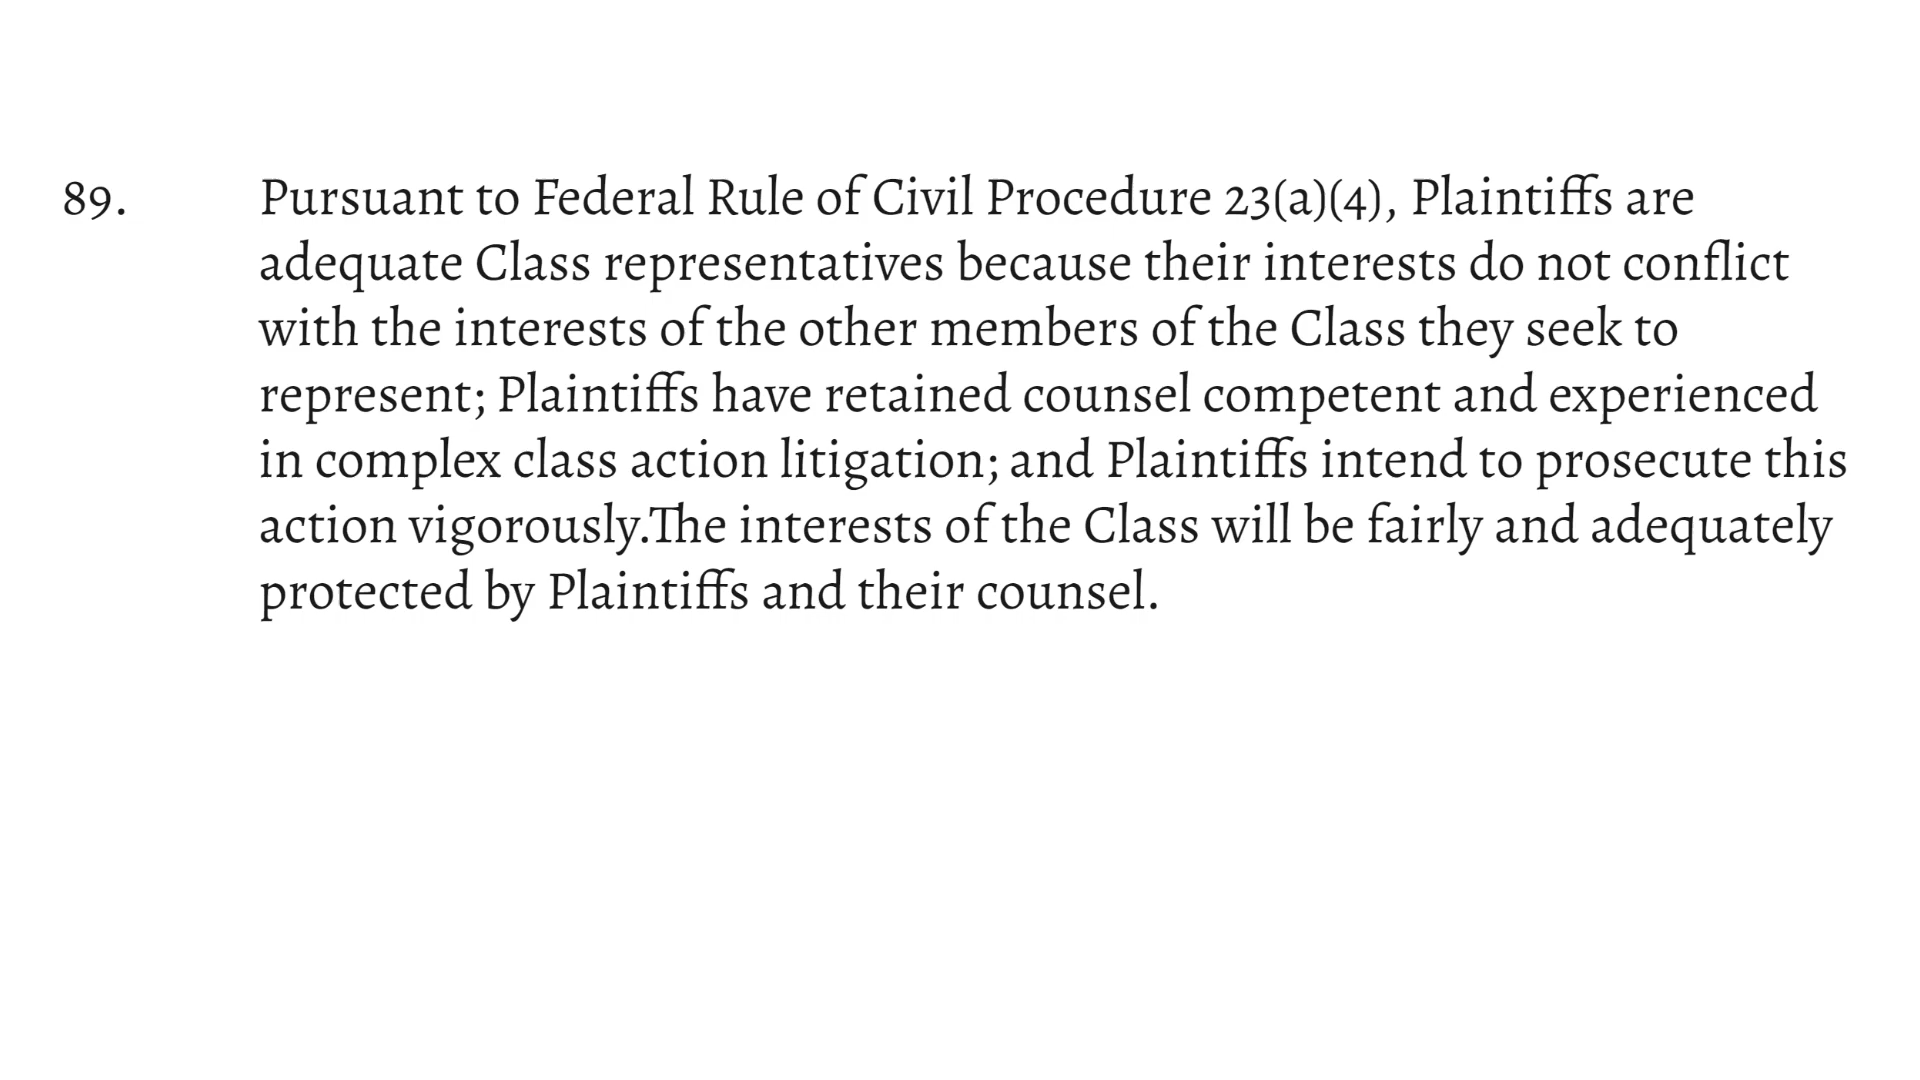 89. Pursuant to Federal Rule of Civil Procedure 23(a)(4), Plaintiffs are
adequate Class representatives because their interests do not conflict
with the interests of the other members of the Class they seek to
represent; Plaintiffs have retained counsel competent and experienced
in complex class action litigation; and Plaintiffs intend to prosecute this
action vigorously.The interests of the Class will be fairly and adequately
protected by Plaintiffs and their counsel.